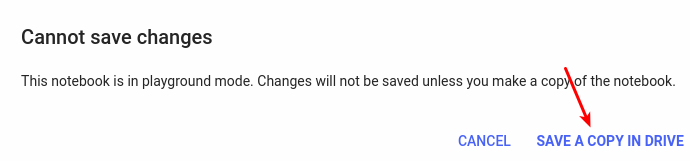 Cannot save changes
This notebook is in playground mode. Changes will not be saved unless you make a copy of the notebook.
CANCEL SAVE A COPY IN DRIVE